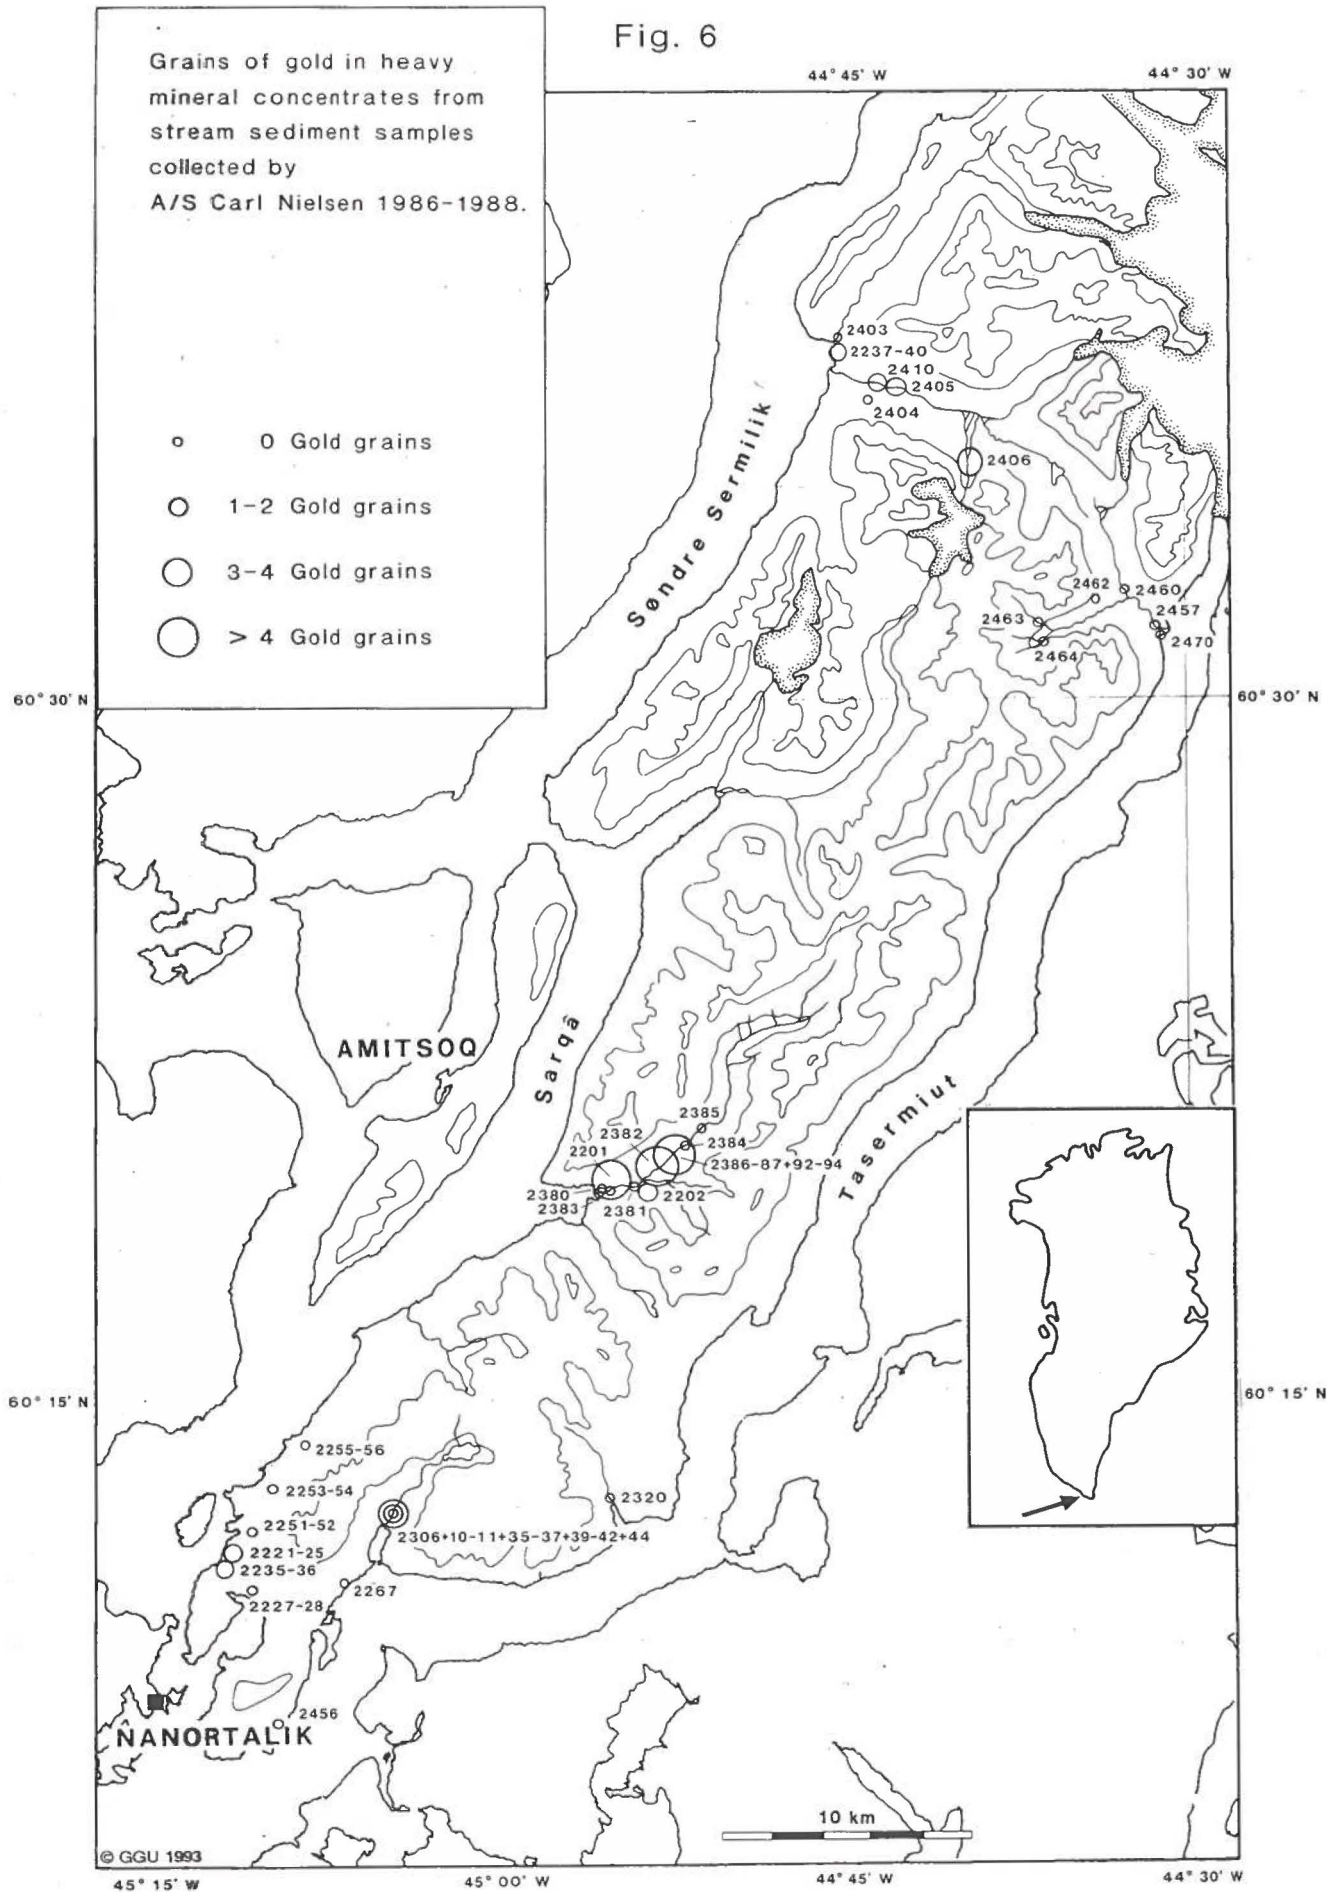 Fig. 6
Grains of gold in heavy
mineral concentrates from
stream sediment samples
collected by
A/S Carl Nielsen 1986-1988.
0 Gold grains
1-2 Gold grains
3-4 Gold grains
> 4 Gold grains
44° 45' W
44° 30' W
2403
2237-40
2410
2405
2404
2406
Søndre Sermilik
2462
2460
2457
2463
2464
2470
60° 30' N
60° 30' N
AMITSOQ
Sarqâ
Tasermiut
2385
2382
2384
2201
2386-87+92-94
2380
2202
2383
2381
60° 15' N
60° 15' N
2255-56
2253-54
2320
2251-52
2306+10-11+35-37+39-42+44
2221-25
2235-36
2267
2227-28
2456
NANORTALIK
10 km
© GGU 1993
45° 15' W
45° 00' W
44° 45' W
44° 30' W